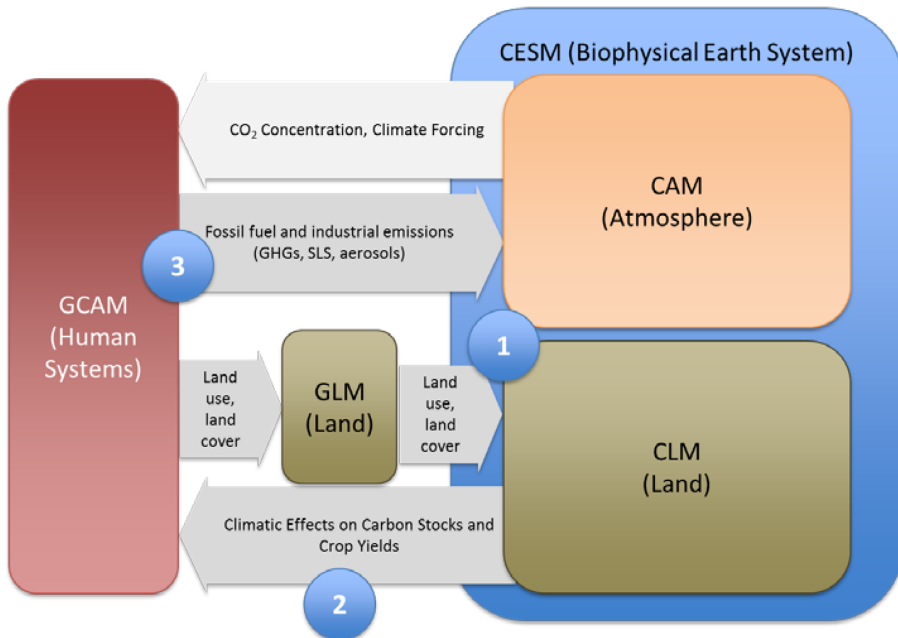 CESM (Biophysical Earth System)
CO₂ Concentration, Climate Forcing
CAM
(Atmosphere)
Fossil fuel and industrial emissions
(GHGs, SLS, aerosols)
3
GCAM
(Human
Systems)
1
Land
use,
land
cover
GLM
(Land)
Land
use,
land
cover
CLM
(Land)
Climatic Effects on Carbon Stocks and
Crop Yields
2